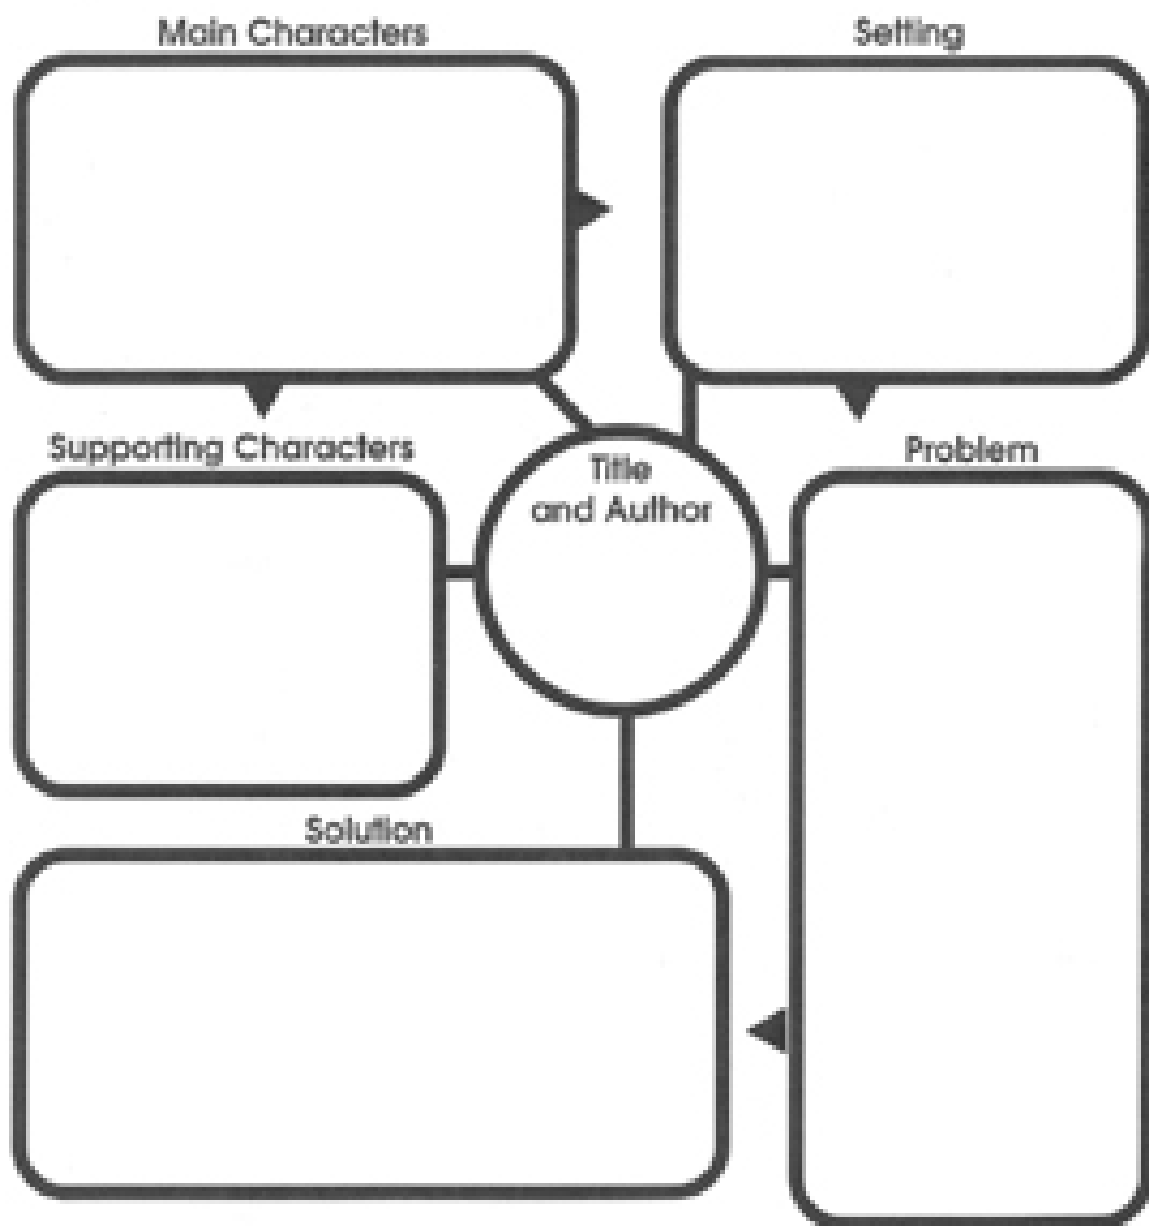 Main Characters
Setting
Supporting Characters
Title
and Author
Problem
Solution